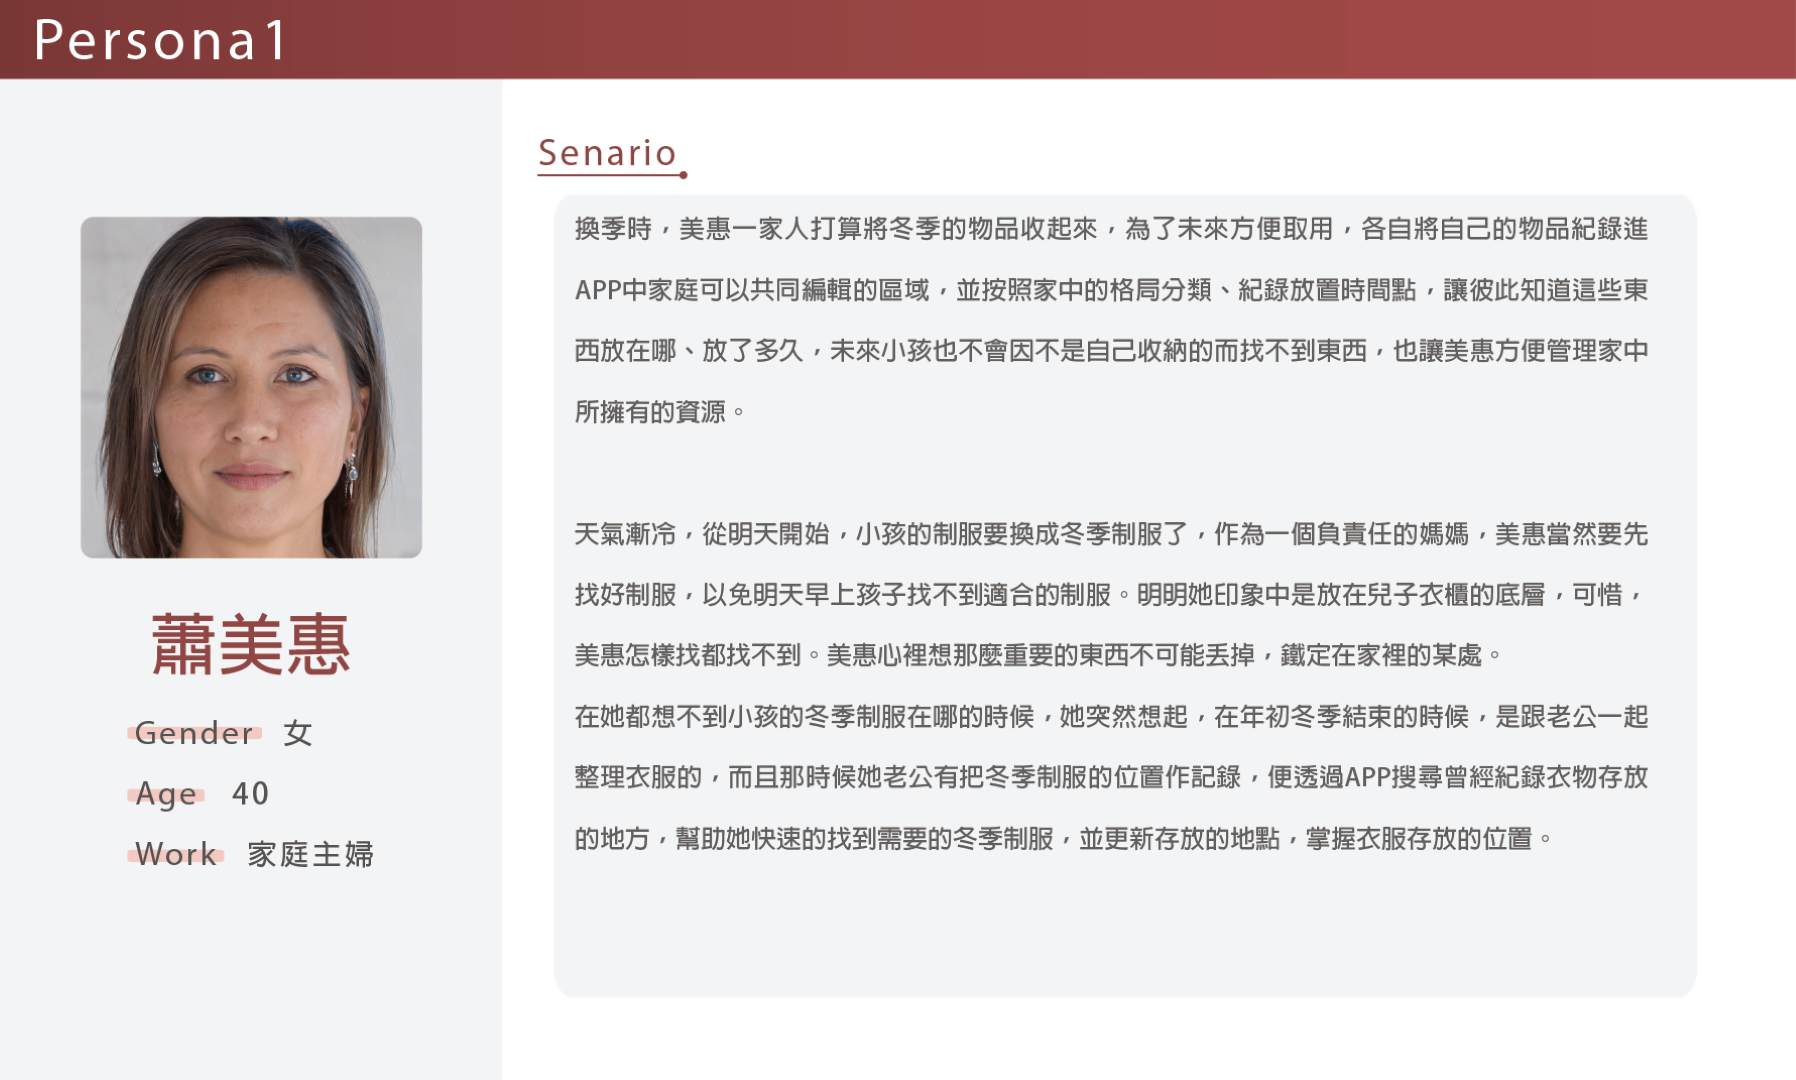 Persona1
Senario
換季時，美惠一家人打算將冬季的物品收起來，為了未來方便取用，各自將自己的物品紀錄進
APP中家庭可以共同編輯的區域，並按照家中的格局分類、紀錄放置時間點，讓彼此知道這些東
西放在哪、放了多久，未來小孩也不會因不是自己收納的而找不到東西，也讓美惠方便管理家中
所擁有的資源。
天氣漸冷，從明天開始，小孩的制服要換成冬季制服了，作為一個負責任的媽媽，美惠當然要先
找好制服，以免明天早上孩子找不到適合的制服。明明她印象中是放在兒子衣櫃的底層，可惜，
美惠怎樣找都找不到。美惠心裡想那麼重要的東西不可能丟掉，鐵定在家裡的某處。
在她都想不到小孩的冬季制服在哪的時候，她突然想起，在年初冬季結束的時候，是跟老公一起
整理衣服的，而且那時候她老公有把冬季制服的位置作記錄，便透過APP搜尋曾經紀錄衣物存放
的地方，幫助她快速的找到需要的冬季制服，並更新存放的地點，掌握衣服存放的位置。
蕭美惠
Gender 女
Age 40
Work 家庭主婦